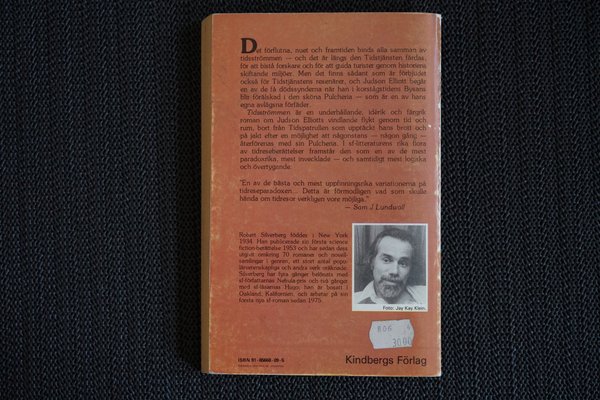 Det förflutna, nuet och framtiden binds alla samman av
tidsströmmen — och det är längs den Tidstjänsten färdas,
för att bistå forskare och för att guida turister genom historiens
skiftande miljöer. Men det finns sådant som är förbjudet
också för Tidstjänstens resenärer, och Judson Elliott begår
en av de få dödssynderna när han i korstågstidens Bysans
blir förälskad i den sköna Pulcheria — som är en av hans
egna avlägsna förfäder.
Tidsströmmen är en underhållande, idérik och färgrik
roman om Judson Elliotts vindlande flykt genom tid och
rum, bort från Tidspatrullen som upptäckt hans brott och
på jakt efter en möjlighet att någonstans — någon gång —
återförenas med sin Pulcheria. I sf-litteraturens rika flora
av tidreseberättelser framstår den som en av de mest
paradoxrika, mest invecklade — och samtidigt mest logiska
och övertygande.
"En av de bästa och mest uppfinningsrika variationerna på
tidreseparadoxen... Detta är förmodligen vad som skulle
hända om tidresor verkligen vore möjliga."
— Sam J Lundwall
Robert Silverberg föddes i New York
1934. Han publicerade sin första science
fiction-berättelse 1953 och har sedan dess
utgivit omkring 70 romaner och novell-
samlingar i genren, ett stort antal popu-
lärvetenskapliga och andra verk oräknade.
Silverberg har fyra gånger belönats med
sf-författarnas Nebula-pris och två gånger
med sf-läsarnas Hugo, han är bosatt i
Oakland, Kalifornien, och arbetar på sin
första nya sf-roman sedan 1975.
Foto: Jay Kay Klein.
806 6
30.00
ISBN 91-85668-09-5
Kindbergs Förlag